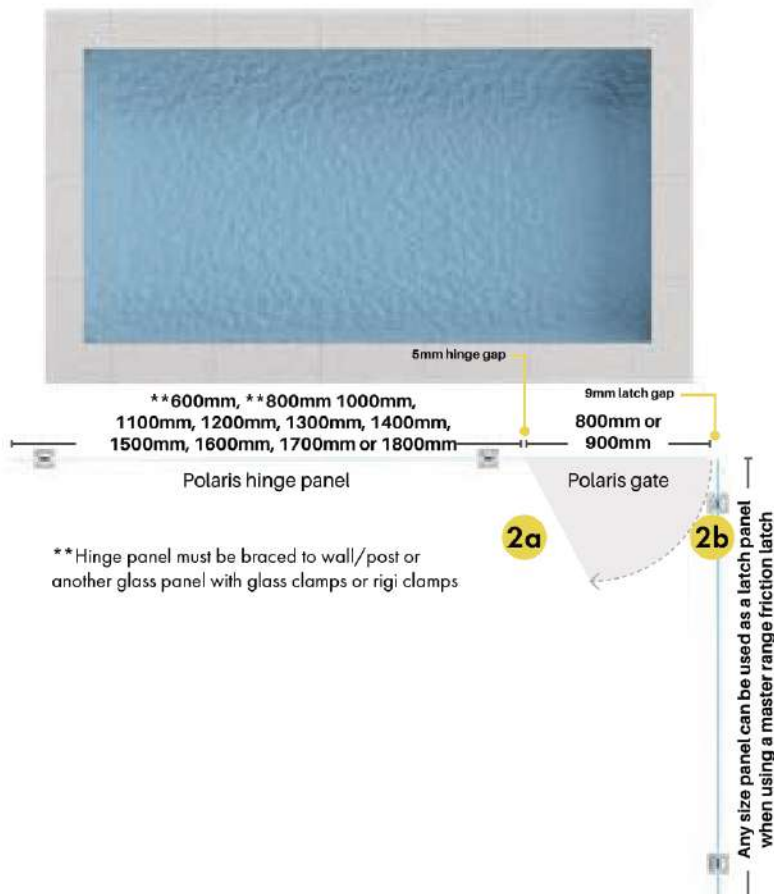 5mm hinge gap
9mm latch gap
**600mm, **800mm 1000mm,
1100mm, 1200mm, 1300mm, 1400mm,
1500mm, 1600mm, 1700mm or 1800mm
800mm or
900mm
Polaris hinge panel
Polaris gate
2a
2b
**Hinge panel must be braced to wall/post or
another glass panel with glass clamps or rigi clamps
Any size panel can be used as a latch panel
when using a master range friction latch